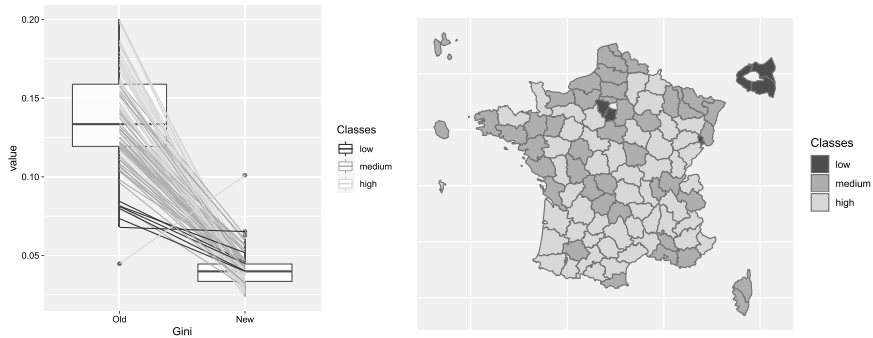 0.20
0.15
0.10
0.05
value
Old
New
Gini
Classes
low
medium
high
Classes
low
medium
high